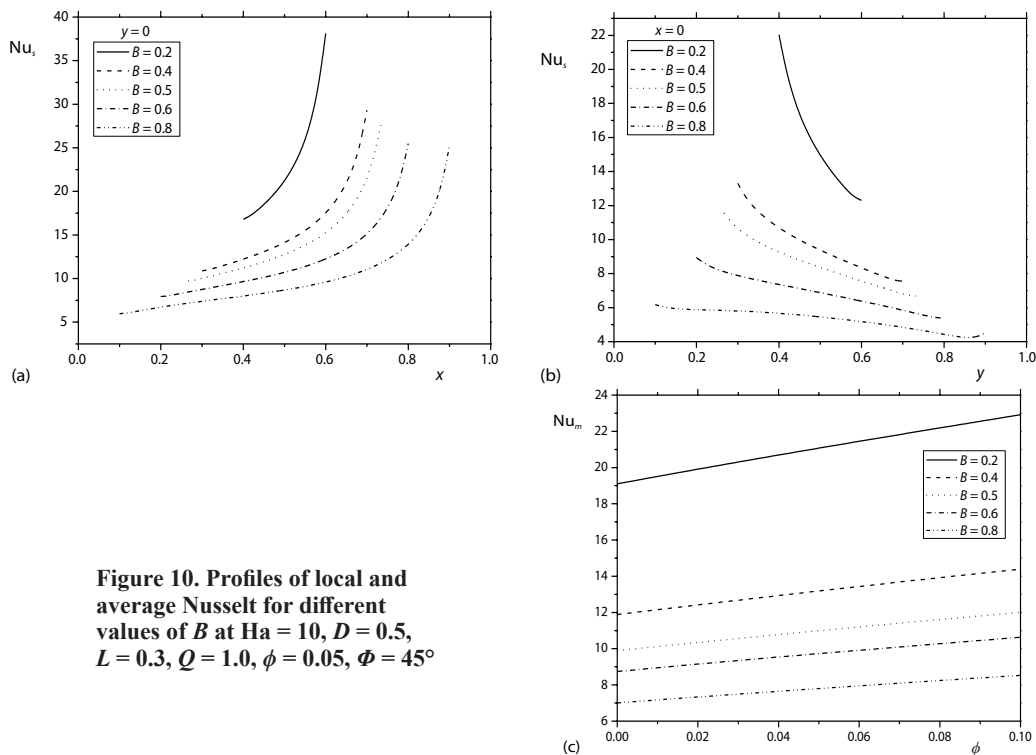 40
35
30
25
20
15
10
5
Nuₛ
y = 0
B = 0.2
B = 0.4
B = 0.5
B = 0.6
B = 0.8
0.0 0.2 0.4 0.6 0.8 1.0
x
(a)
22
20
18
16
14
12
10
8
6
4
Nuₛ
x = 0
B = 0.2
B = 0.4
B = 0.5
B = 0.6
B = 0.8
0.0 0.2 0.4 0.6 0.8 1.0
y
(b)
24
22
20
18
16
14
12
10
8
6
Nuₘ
B = 0.2
B = 0.4
B = 0.5
B = 0.6
B = 0.8
0.00 0.02 0.04 0.06 0.08 0.10
ϕ
(c)
Figure 10. Profiles of local and
average Nusselt for different
values of B at Ha = 10, D = 0.5,
L = 0.3, Q = 1.0, ϕ = 0.05, Φ = 45°